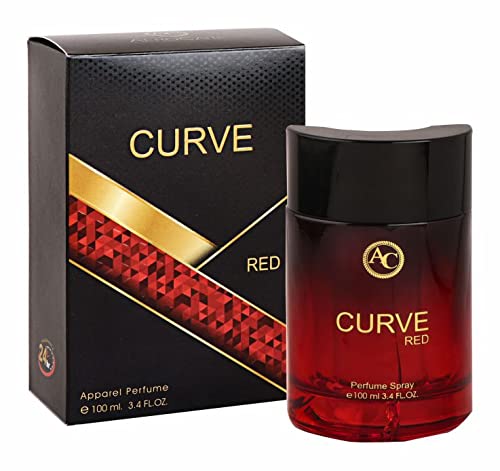 CURVE
RED
24
Apparel Perfume
e 100 ml. 3.4 FL.OZ.
AC
CURVE
RED
Perfume Spray
e 100 ml 3.4 FL.OZ.